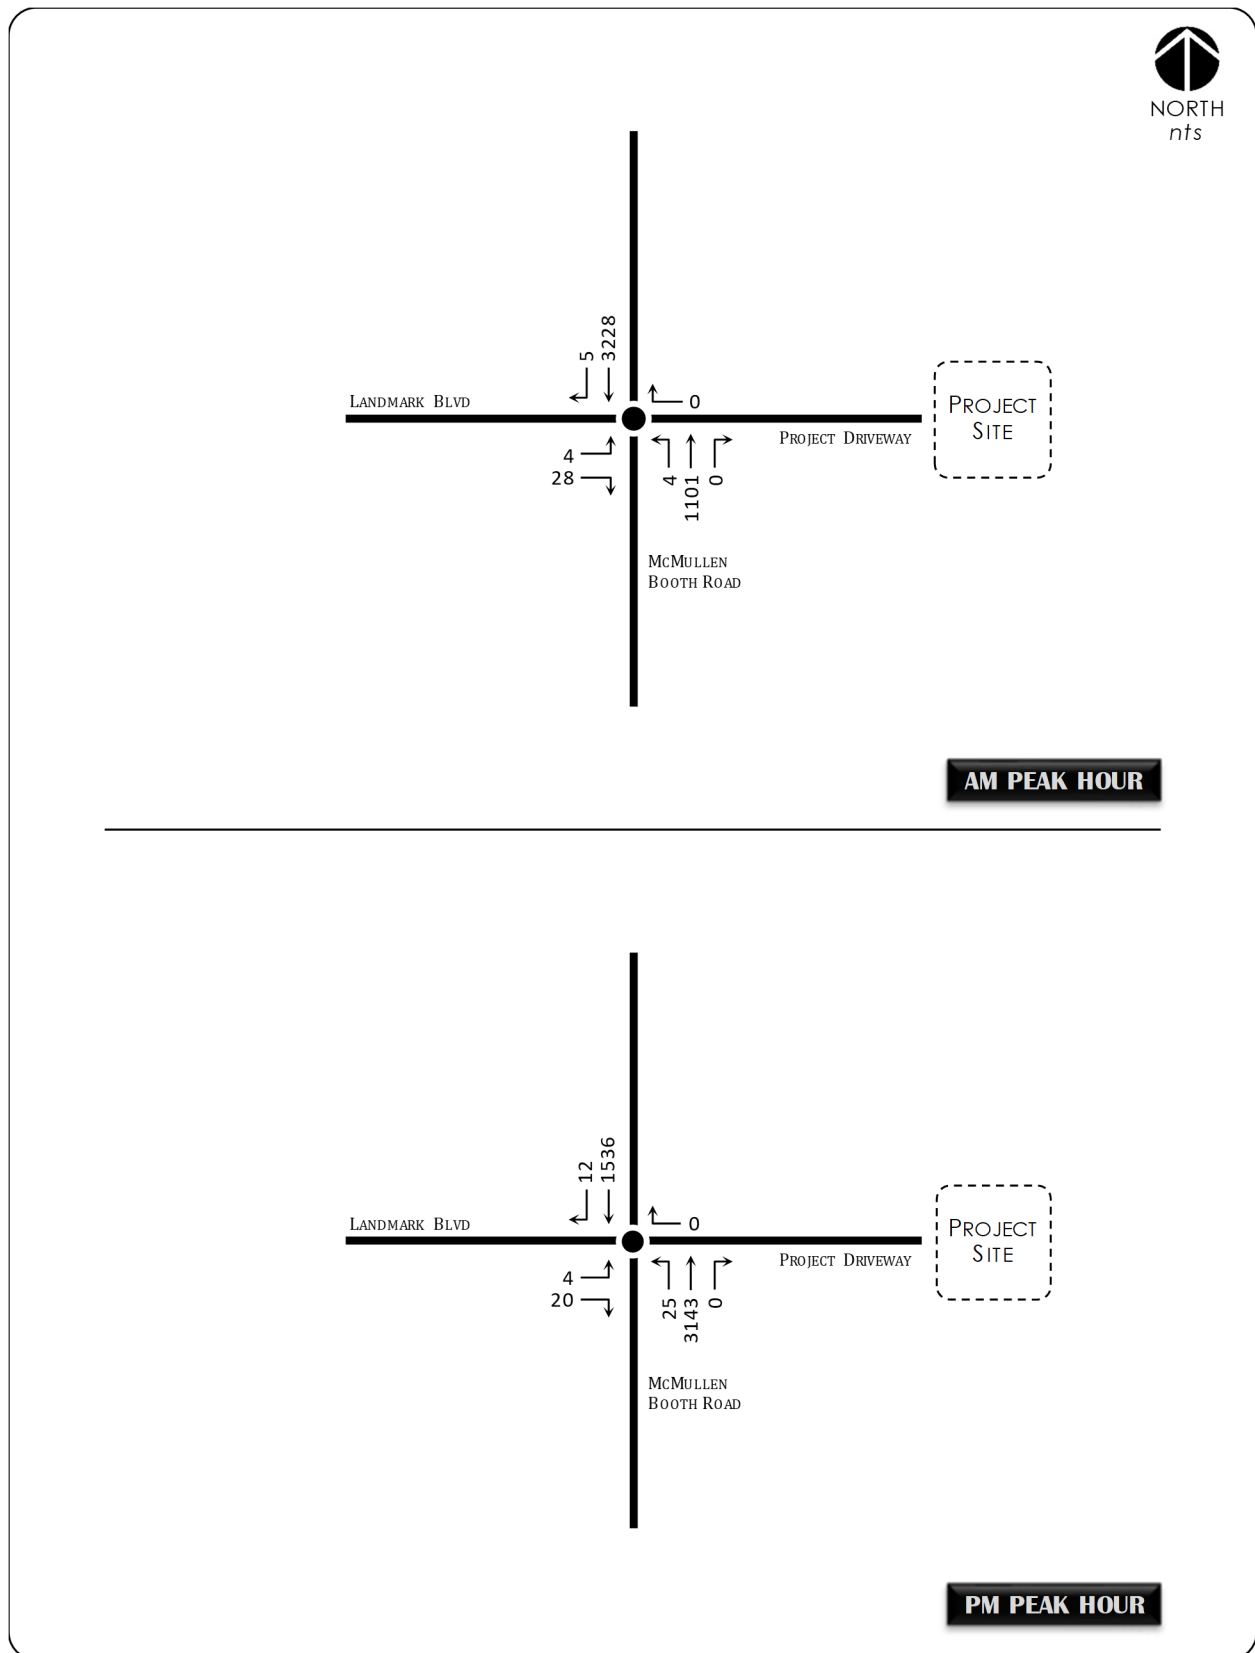 NORTH
nts
5
3228
0
LANDMARK BLVD
PROJECT
SITE
PROJECT DRIVEWAY
4
28
4
1101
0
MCMULLEN
BOOTH ROAD
AM PEAK HOUR
12
1536
0
LANDMARK BLVD
PROJECT
SITE
PROJECT DRIVEWAY
4
20
25
3143
0
MCMULLEN
BOOTH ROAD
PM PEAK HOUR